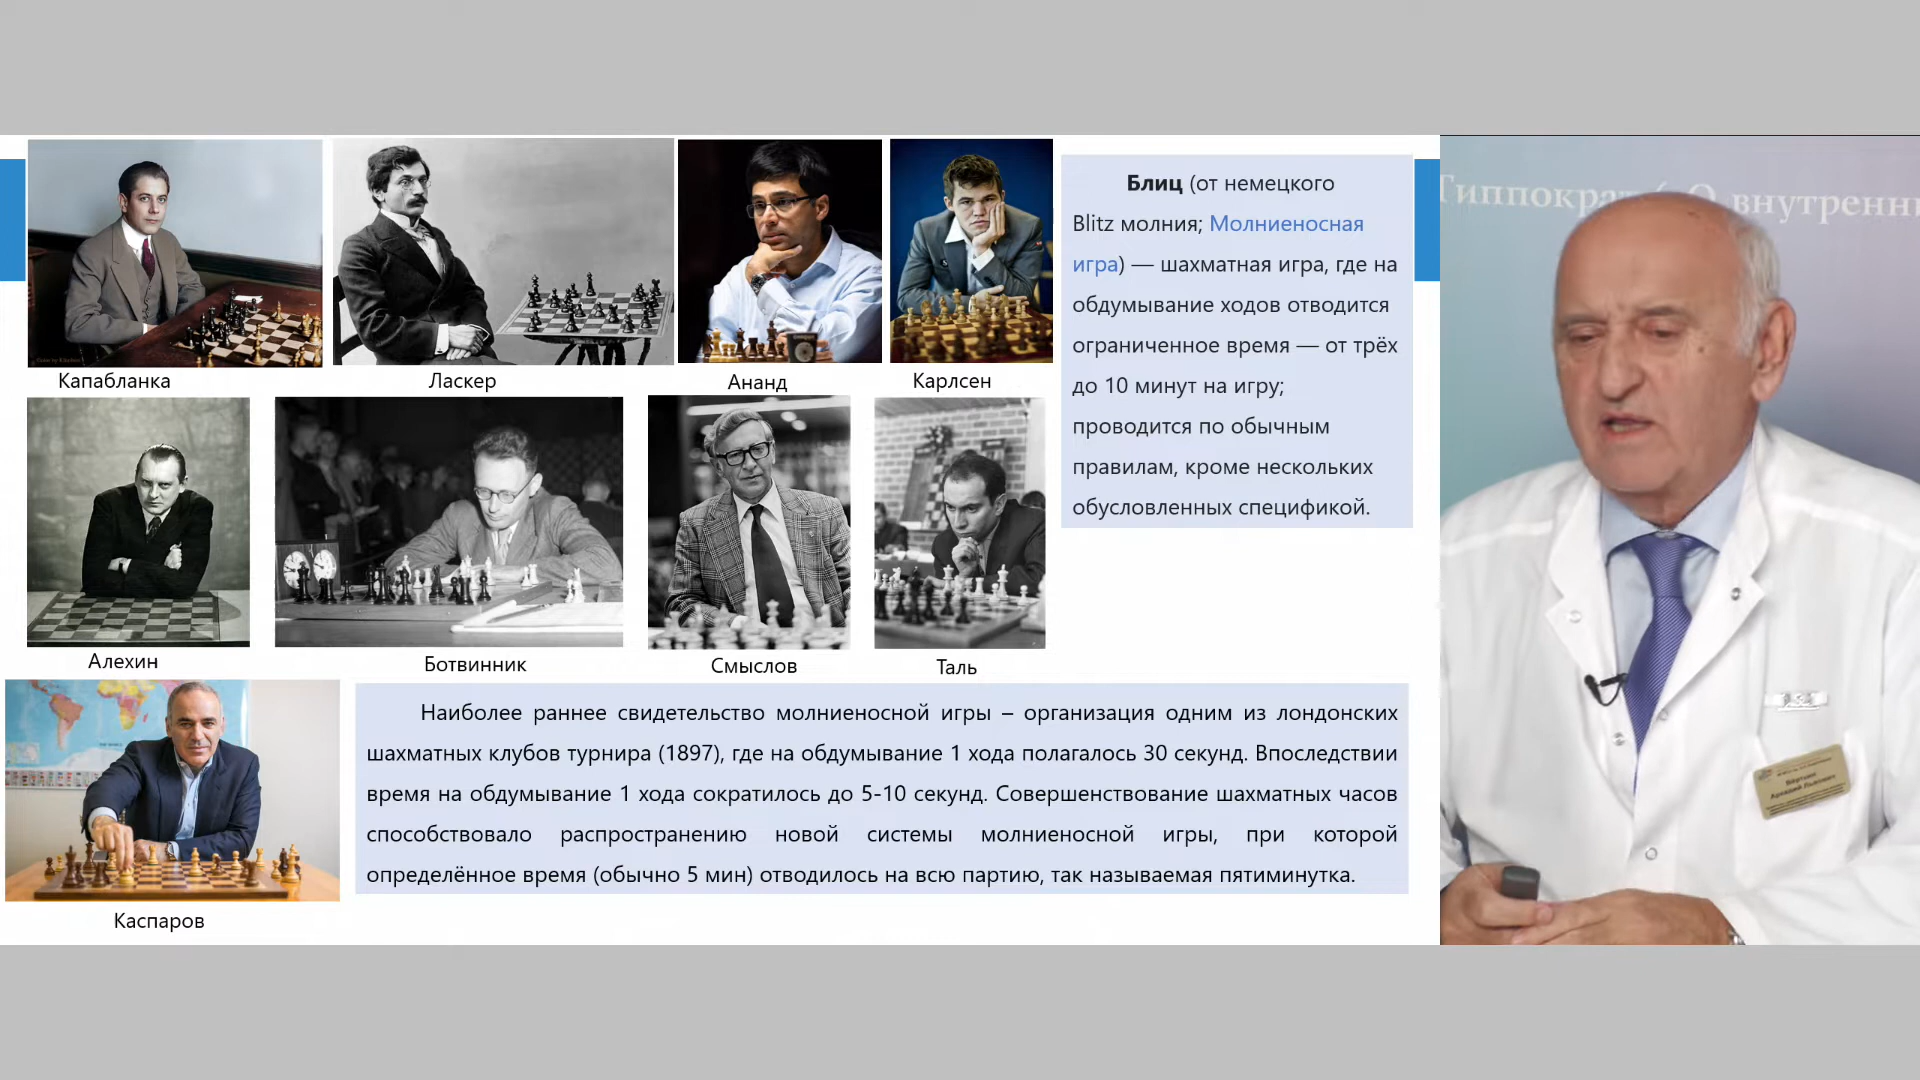 Капабланка
Ласкер
Ананд
Карлсен
Блиц (от немецкого
Blitz молния; Молниеносная
игра) — шахматная игра, где на
обдумывание ходов отводится
ограниченное время — от трёх
до 10 минут на игру;
проводится по обычным
правилам, кроме нескольких
обусловленных спецификой.
Алехин
Ботвинник
Смыслов
Таль
Наиболее раннее свидетельство молниеносной игры – организация одним из лондонских
шахматных клубов турнира (1897), где на обдумывание 1 хода полагалось 30 секунд. Впоследствии
время на обдумывание 1 хода сократилось до 5-10 секунд. Совершенствование шахматных часов
способствовало распространению новой системы молниеносной игры, при которой
определённое время (обычно 5 мин) отводилось на всю партию, так называемая пятиминутка.
Каспаров
Аркадий Львович